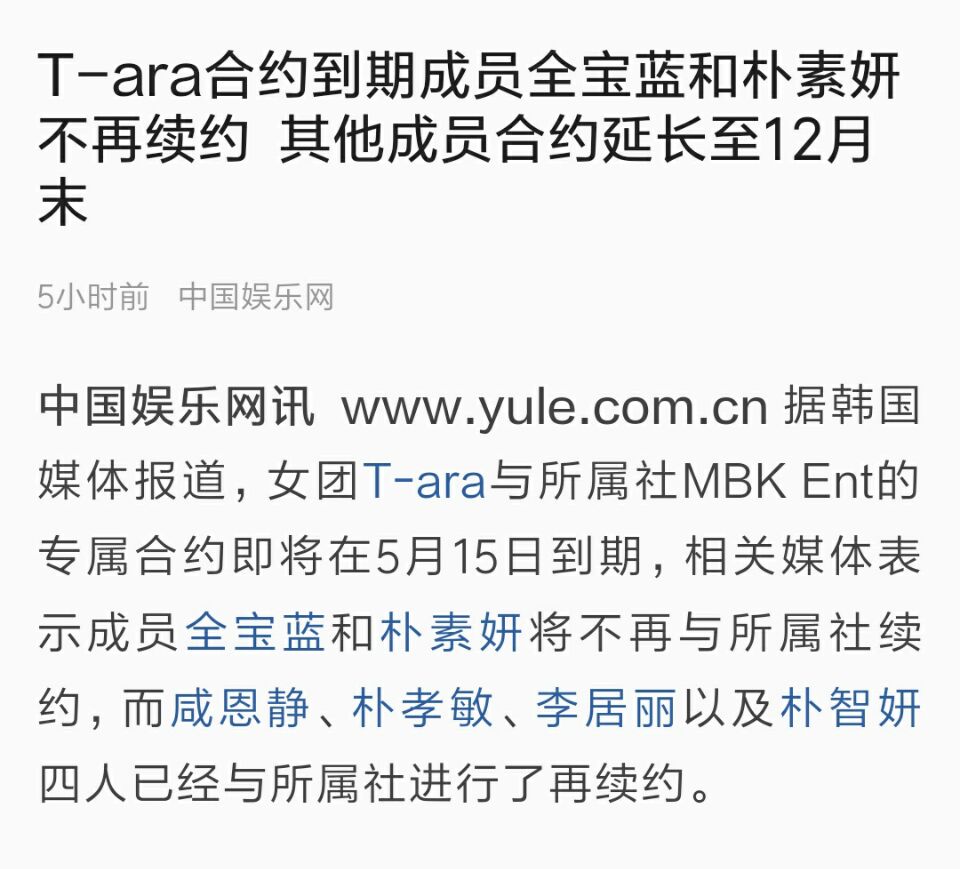 T-ara合约到期成员全宝蓝和朴素妍
不再续约 其他成员合约延长至12月
末
5小时前 中国娱乐网
中国娱乐网讯 www.yule.com.cn 据韩国
媒体报道，女团T-ara与所属社MBK Ent的
专属合约即将在5月15日到期，相关媒体表
示成员全宝蓝和朴素妍将不再与所属社续
约，而咸恩静、朴孝敏、李居丽以及朴智妍
四人已经与所属社进行了再续约。